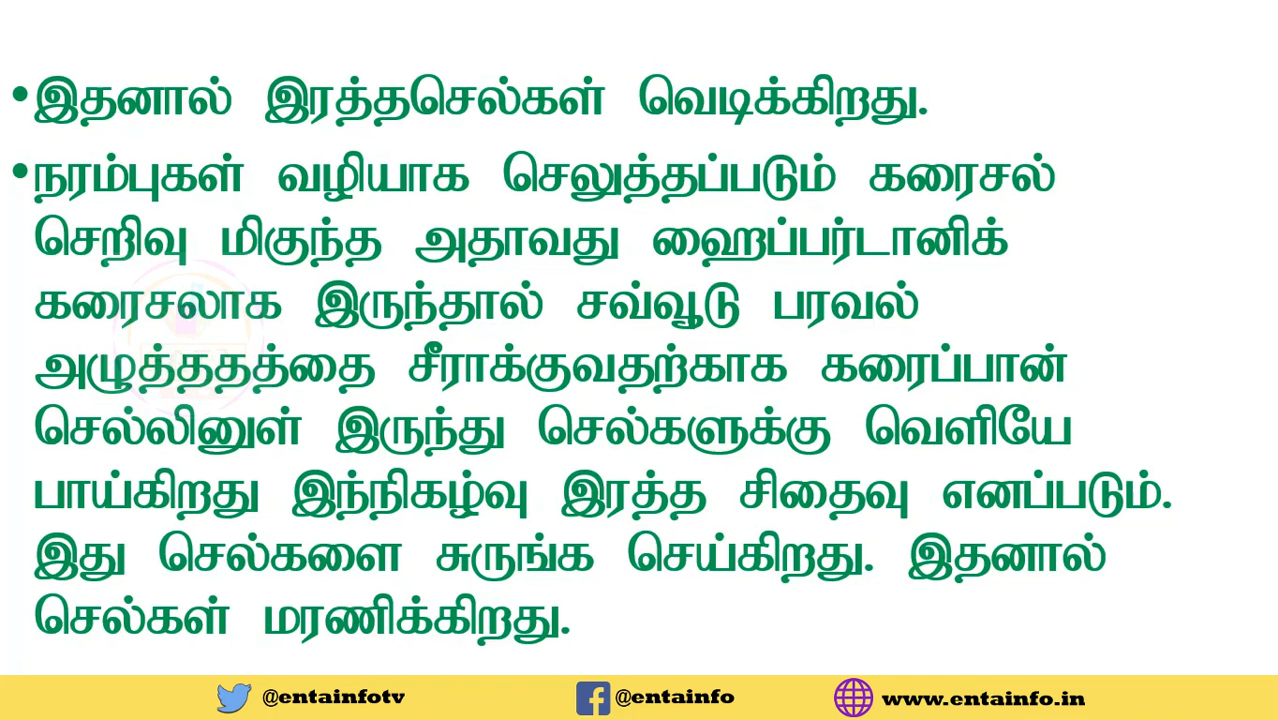 •இதனால் இரத்தசெல்கள் வெடிக்கிறது.
•நரம்புகள் வழியாக செலுத்தப்படும் கரைசல்
செறிவு மிகுந்த அதாவது ஹைப்பர்டானிக்
கரைசலாக இருந்தால் சவ்வூடு பரவல்
அழுத்ததத்தை சீராக்குவதற்காக கரைப்பான்
செல்லினுள் இருந்து செல்களுக்கு வெளியே
பாய்கிறது இந்நிகழ்வு இரத்த சிதைவு எனப்படும்.
இது செல்களை சுருங்க செய்கிறது. இதனால்
செல்கள் மரணிக்கிறது.
@entainfotv @entainfo www.entainfo.in